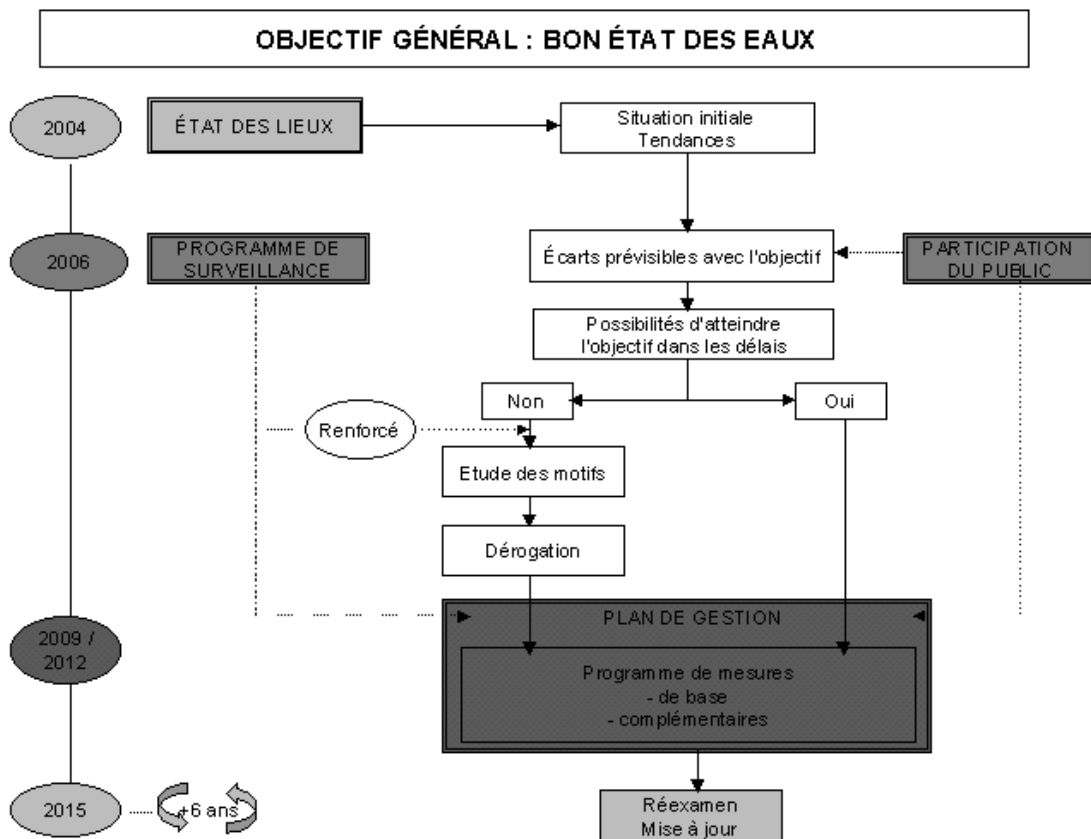 OBJECTIF GÉNÉRAL : BON ÉTAT DES EAUX
2004
ÉTAT DES LIEUX
Situation initiale
Tendances
2006
PROGRAMME DE
SURVEILLANCE
Écarts prévisibles avec l'objectif
PARTICIPATION
DU PUBLIC
Possibilités d'atteindre
l'objectif dans les délais
Non
Oui
Renforcé
Etude des motifs
Dérogation
2009 /
2012
PLAN DE GESTION
Programme de mesures
- de base
- complémentaires
2015
+6 ans
Réexamen
Mise à jour